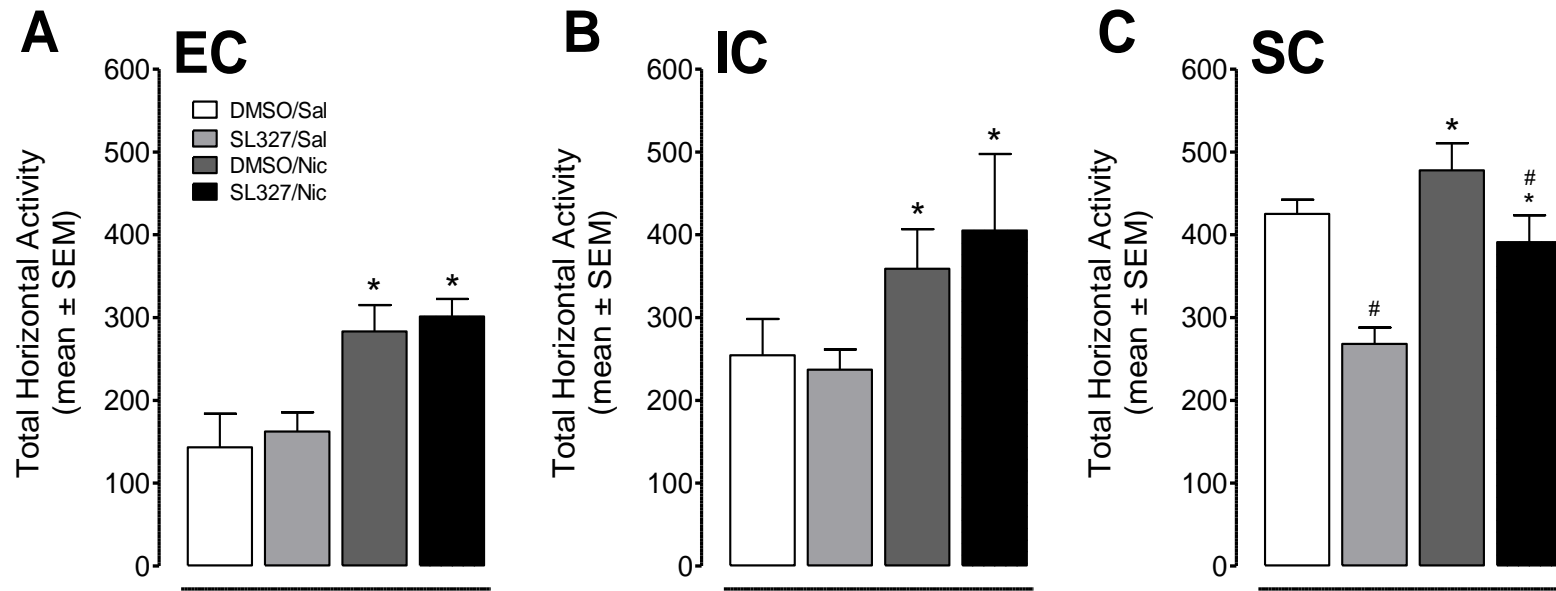 A
EC
600
500
400
300
200
100
0
Total Horizontal Activity
(mean ± SEM)
DMSO/Sal
SL327/Sal
DMSO/Nic
SL327/Nic
*
*
B
IC
600
500
400
300
200
100
0
Total Horizontal Activity
(mean ± SEM)
*
*
C
SC
600
500
400
300
200
100
0
Total Horizontal Activity
(mean ± SEM)
#
*
#
*